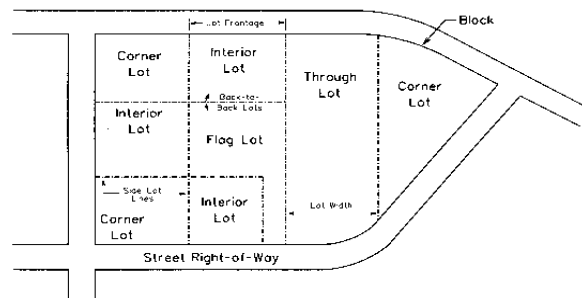 Lot Frontage
Block
Corner
Lot
Interior
Lot
Through
Lot
Corner
Lot
Back-to-
Back Lots
Interior
Lot
Flag Lot
Side Lot
Lines
Interior
Lot
Lot Width
Corner
Lot
Street Right-of-Way